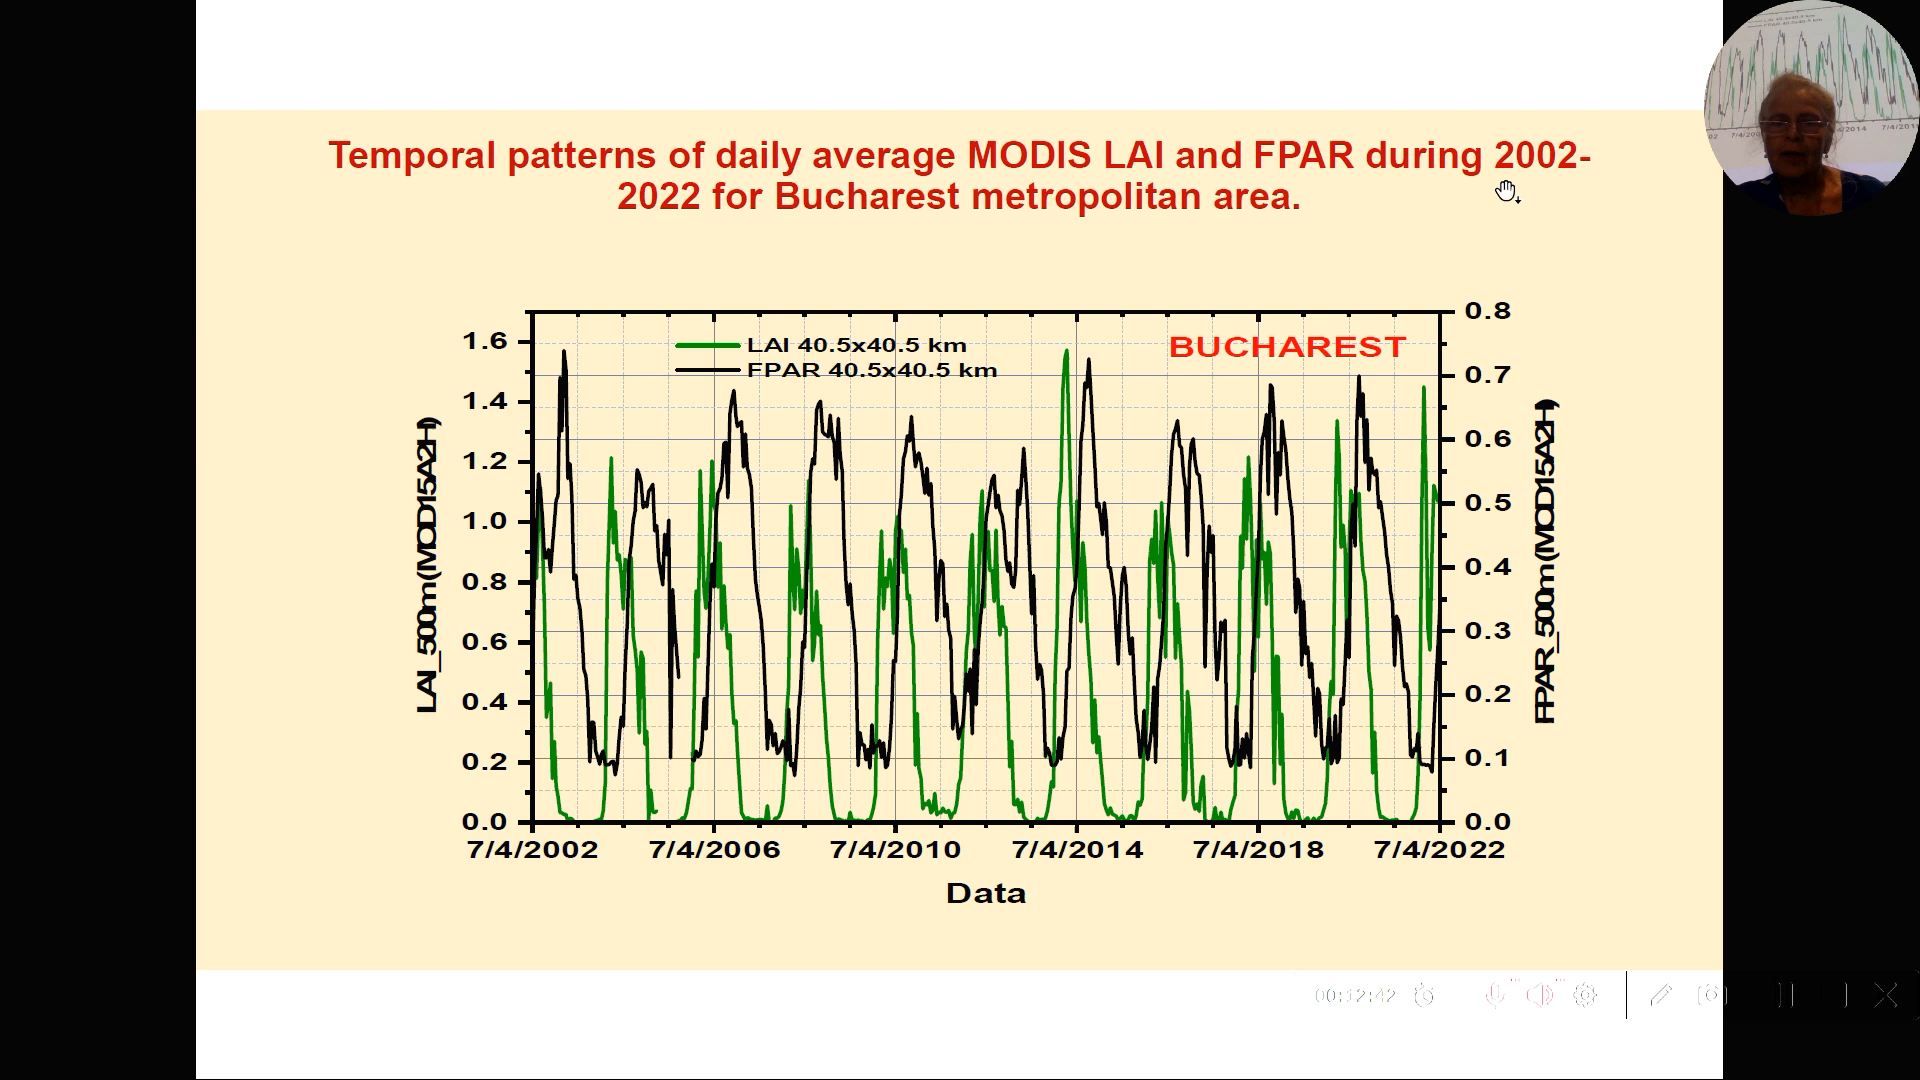 Temporal patterns of daily average MODIS LAI and FPAR during 2002-
2022 for Bucharest metropolitan area.
LAI 40.5x40.5 km
FPAR 40.5x40.5 km
BUCHAREST
LAI_500m(MOD15A2H)
1.6
1.4
1.2
1.0
0.8
0.6
0.4
0.2
0.0
0.8
0.7
0.6
0.5
0.4
0.3
0.2
0.1
0.0
FPAR_500m(MOD15A2H)
7/4/2002 7/4/2006 7/4/2010 7/4/2014 7/4/2018 7/4/2022
Data
00:12:42